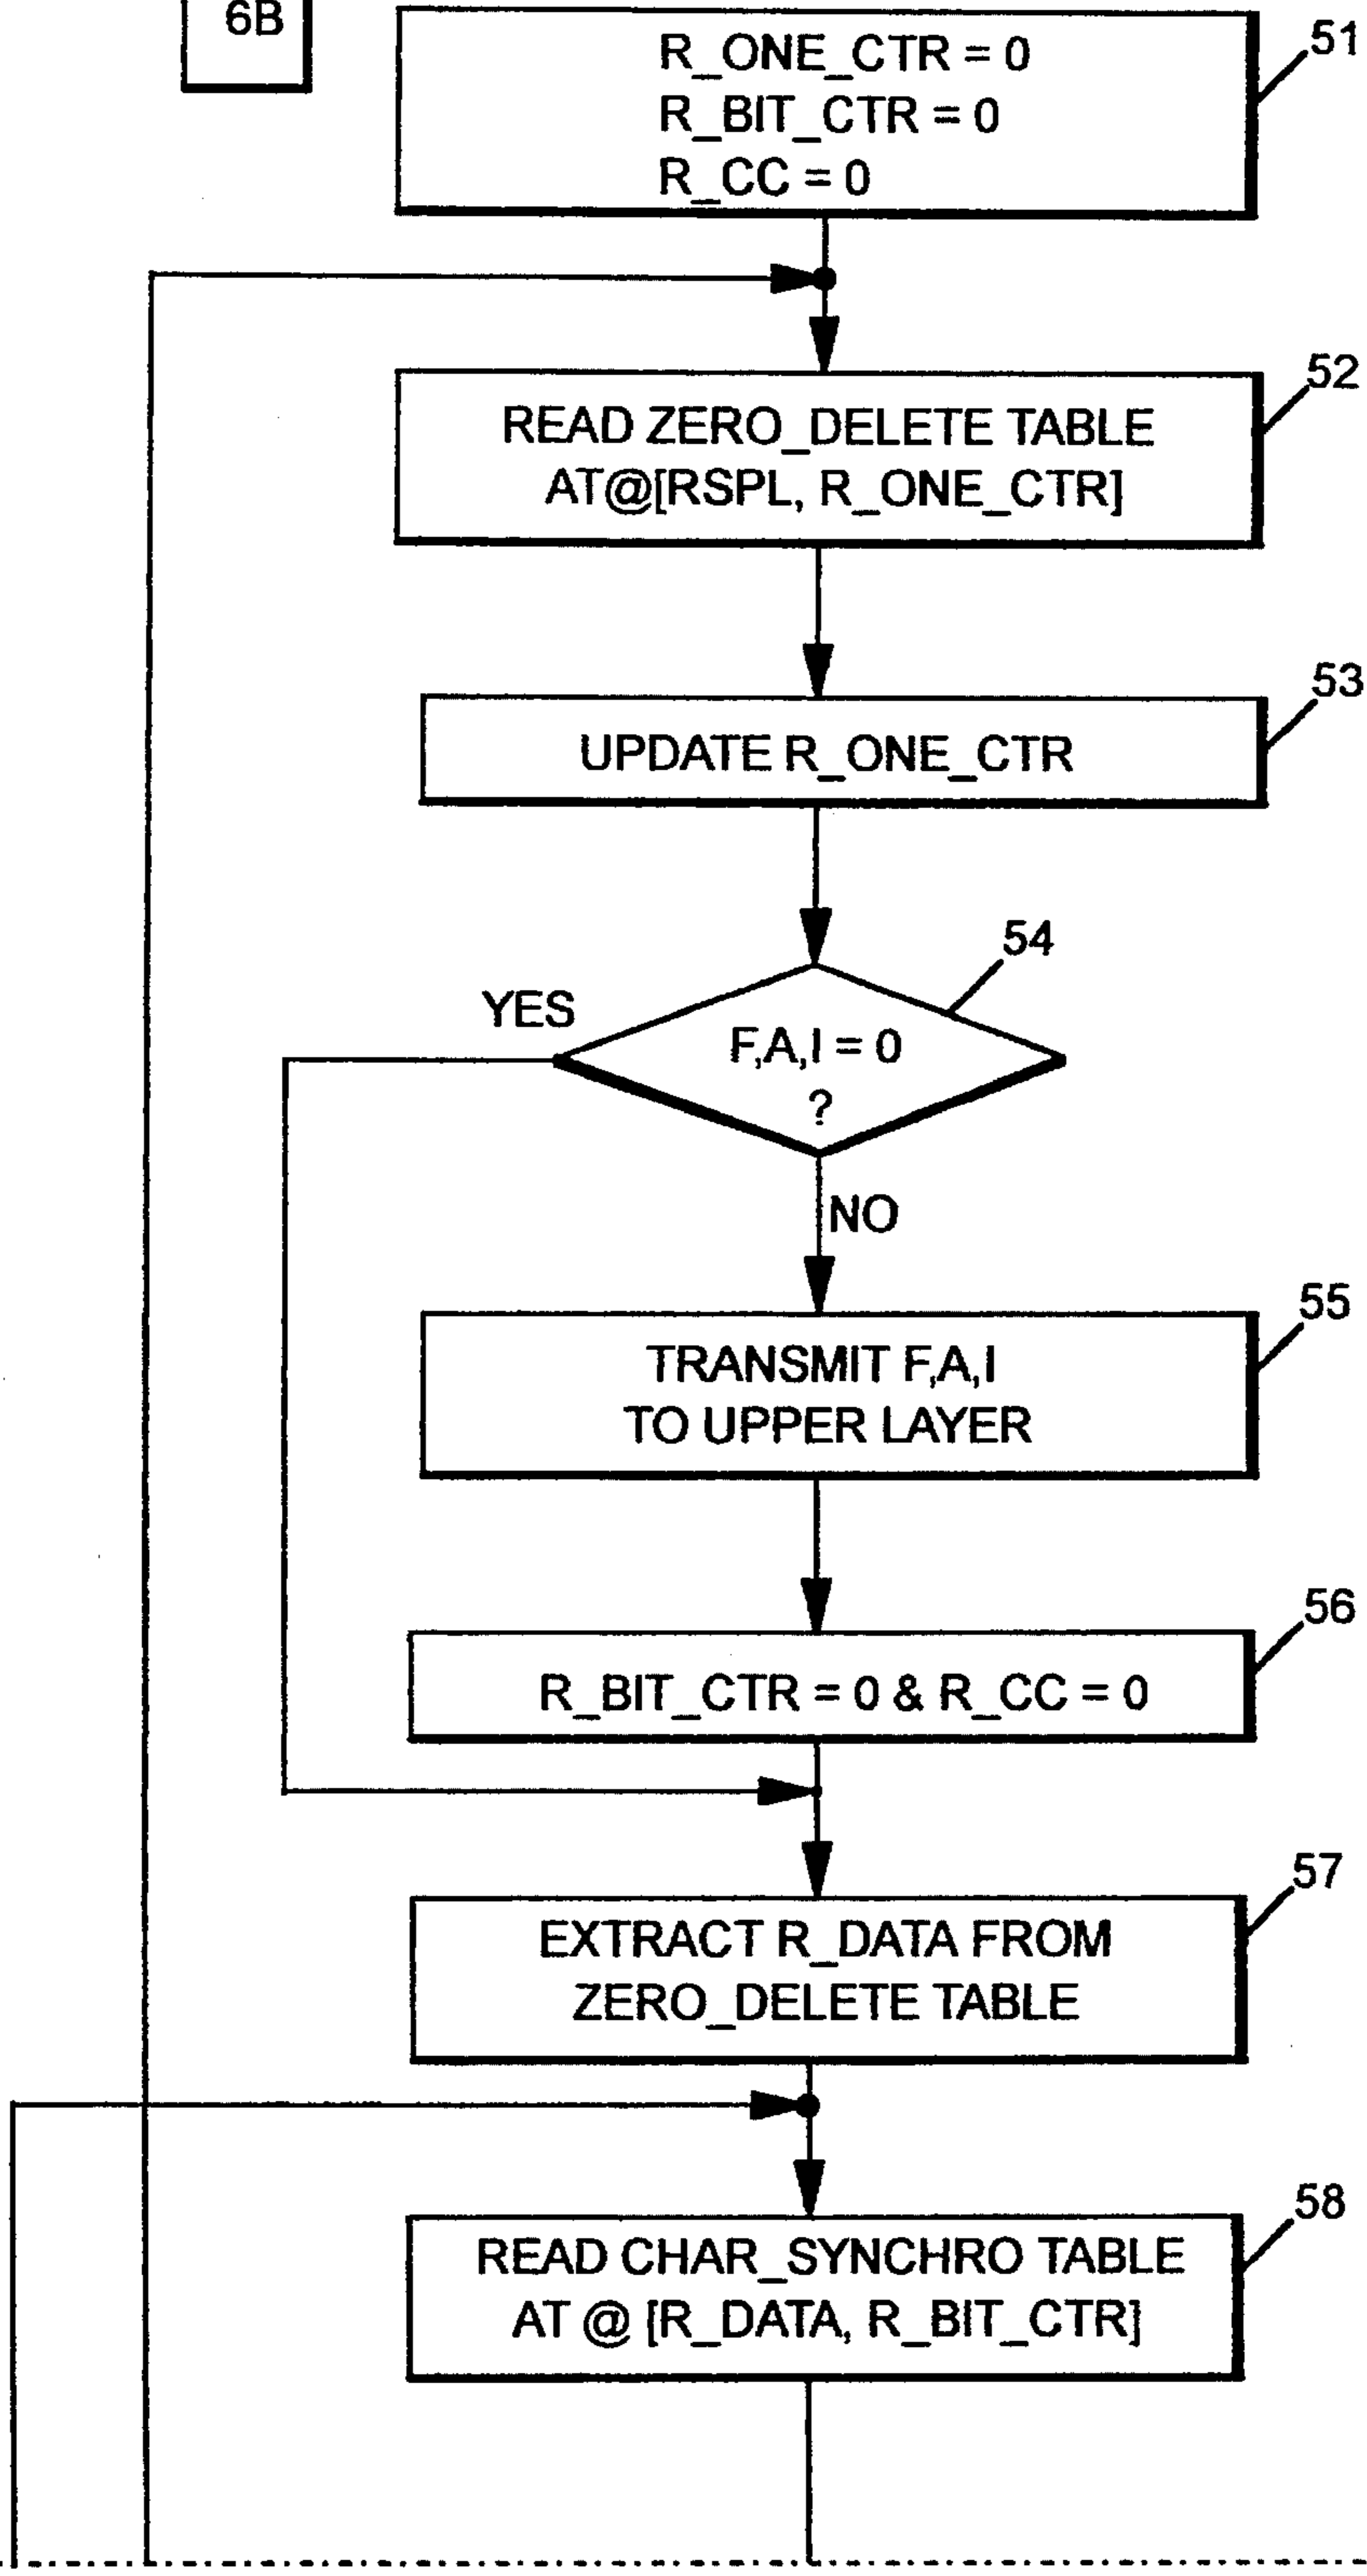 6B
R_ONE_CTR = 0
R_BIT_CTR = 0
R_CC = 0
51
READ ZERO_DELETE TABLE
AT@[RSPL, R_ONE_CTR]
52
UPDATE R_ONE_CTR
53
54
YES
F,A,I = 0
?
NO
TRANSMIT F,A,I
TO UPPER LAYER
55
R_BIT_CTR = 0 & R_CC = 0
56
EXTRACT R_DATA FROM
ZERO_DELETE TABLE
57
READ CHAR_SYNCHRO TABLE
AT @ [R_DATA, R_BIT_CTR]
58